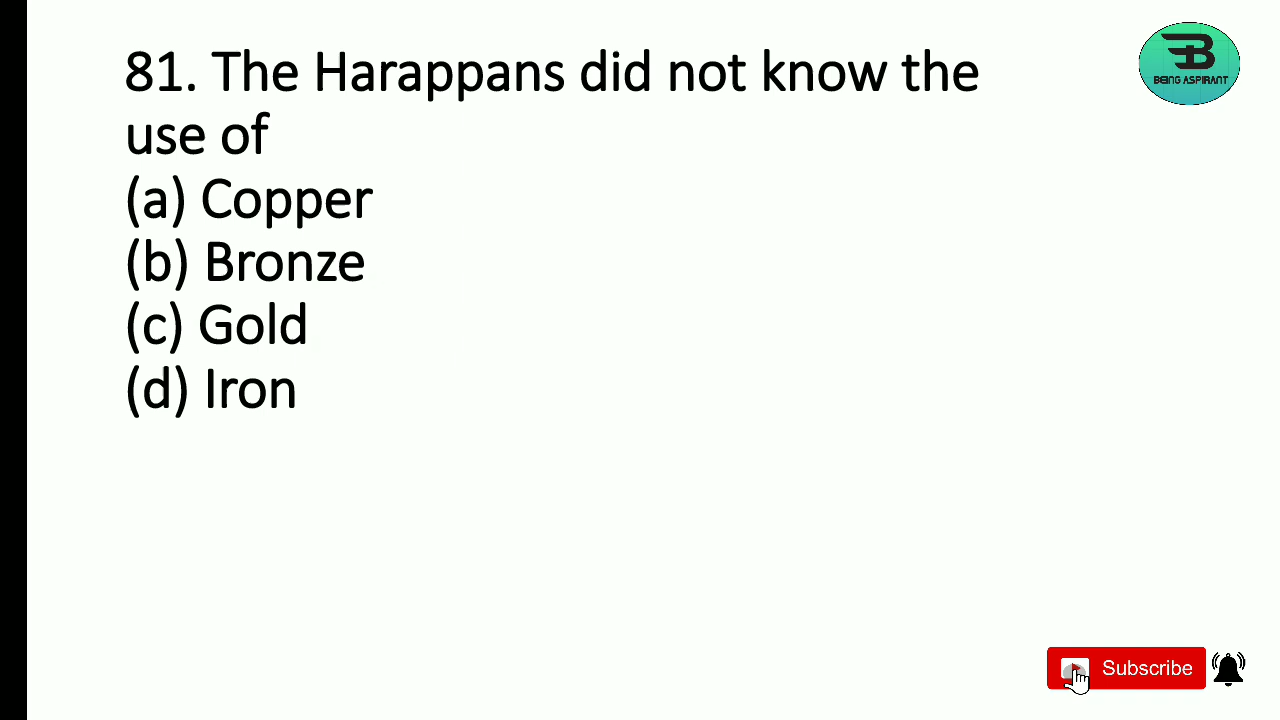 81. The Harappans did not know the
use of
(a) Copper
(b) Bronze
(c) Gold
(d) Iron
BEING ASPIRANT
Subscribe